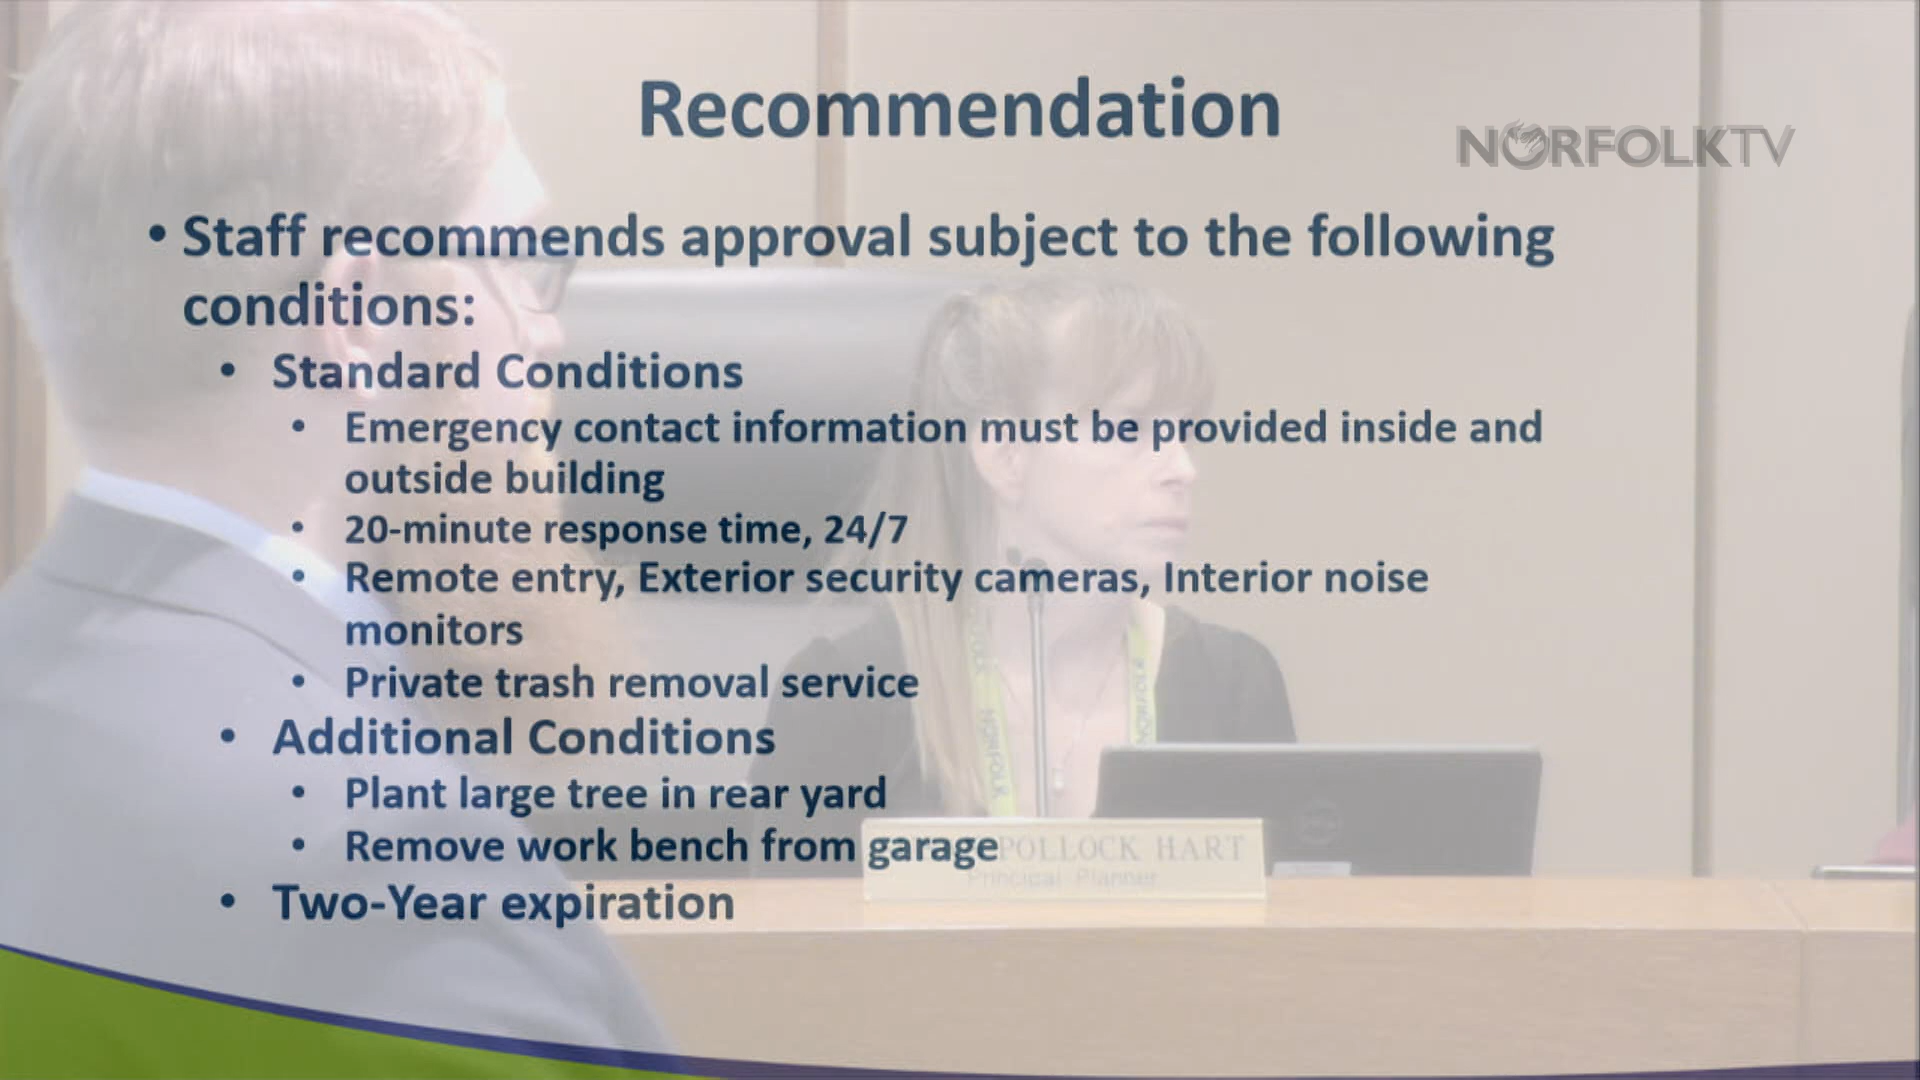 Recommendation
NORFOLKTV
• Staff recommends approval subject to the following
conditions:
• Standard Conditions
• Emergency contact information must be provided inside and
outside building
• 20-minute response time, 24/7
• Remote entry, Exterior security cameras, Interior noise
monitors
• Private trash removal service
• Additional Conditions
• Plant large tree in rear yard
• Remove work bench from garage
• Two-Year expiration
POLLOCK HART
Principal Planner
NORFOLK
NORFOLK